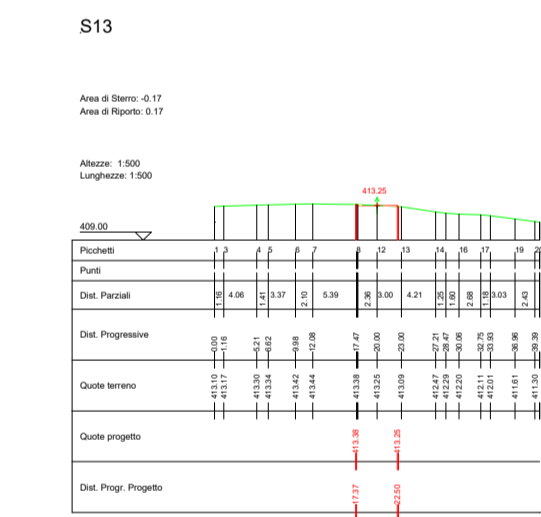 S13
Area di Sterro: -0.17
Area di Riporto: 0.17
Altezze: 1:500
Lunghezze: 1:500
413.25
409.00
Picchetti 1 3 4 5 6 7 8 12 13 14 16 17 19
Punti
Dist. Parziali 1.16 4.06 1.41 3.37 2.10 5.39 2.36 3.00 4.21 1.25 1.60 2.68 1.18 3.03 2.43
Dist. Progressive 0.00 1.16 5.21 6.62 9.98 12.08 17.47 20.00 23.00 27.21 28.47 30.06 32.75 33.93 36.96 39.39
Quote terreno 413.10 413.17 413.30 413.34 413.42 413.44 413.38 413.25 413.09 412.47 412.29 412.20 412.11 412.01 411.61 411.30
Quote progetto 413.38 413.25
Dist. Progr. Progetto 17.37 22.50